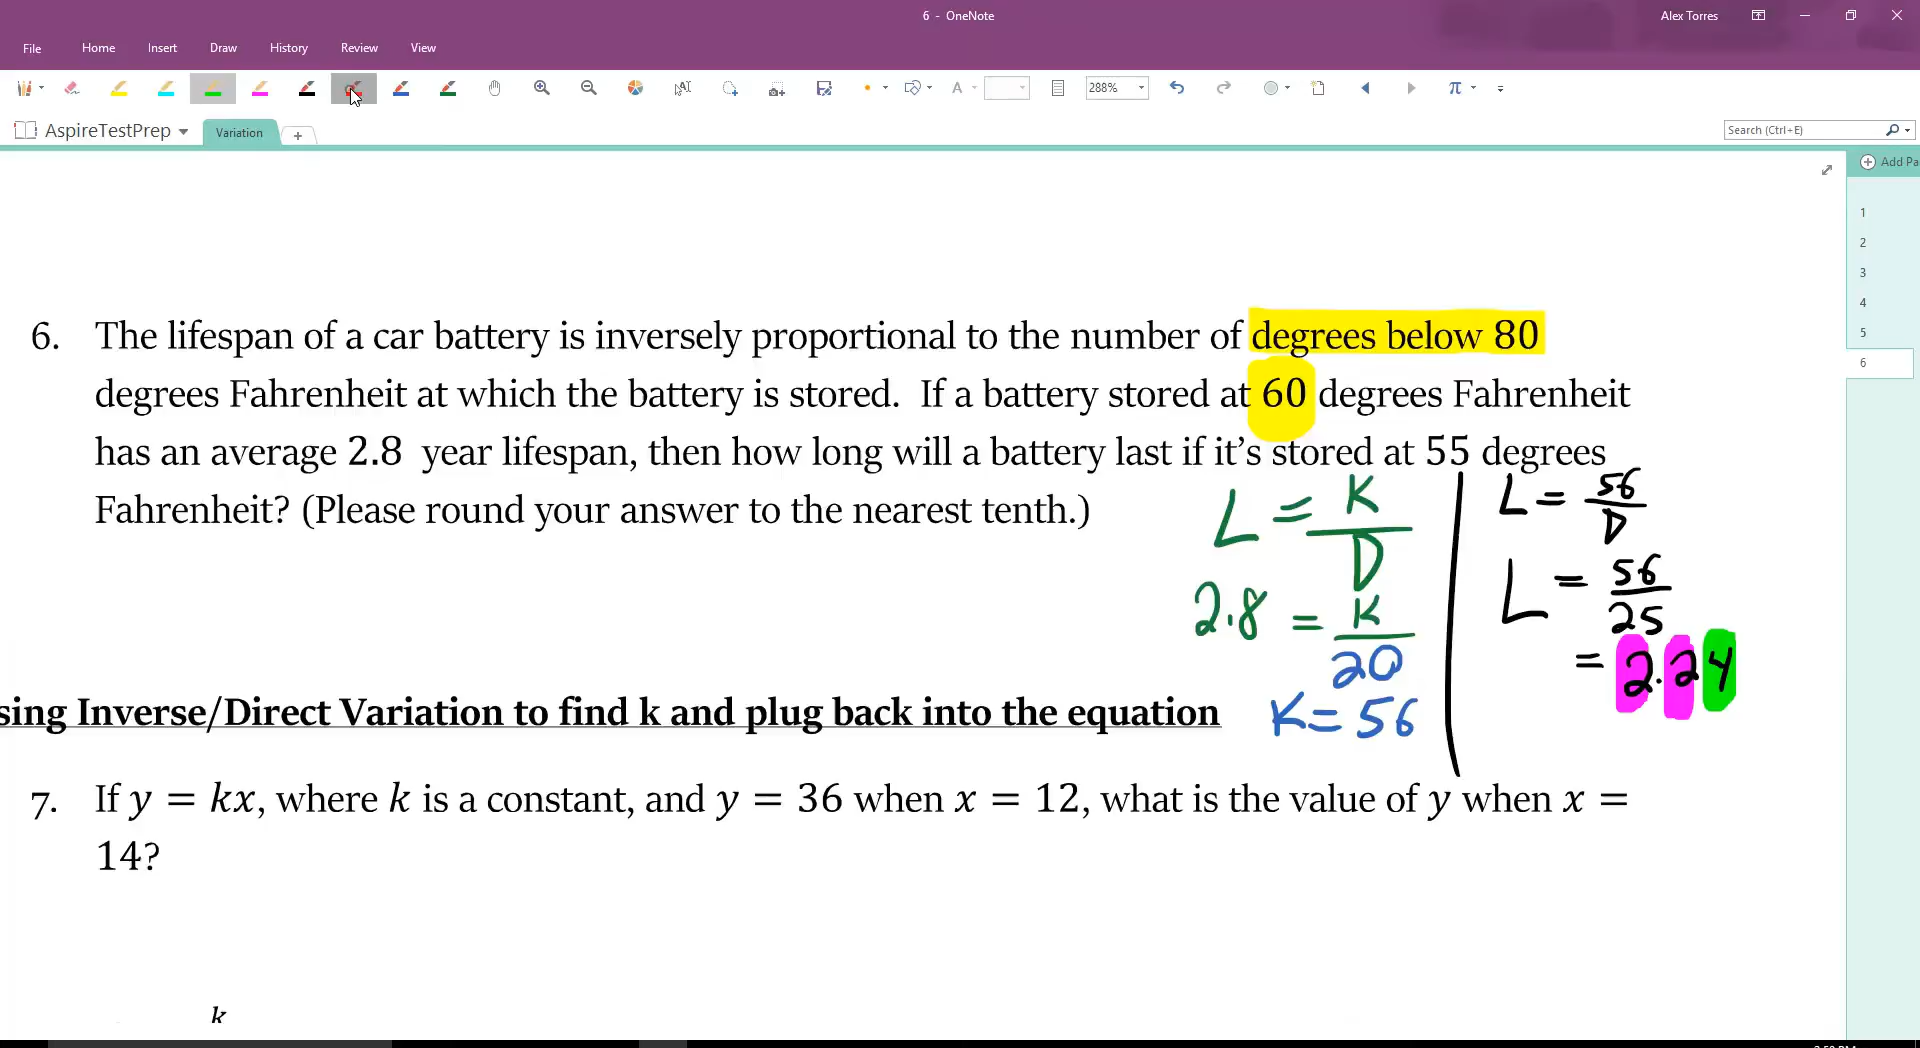 6 - OneNote
Alex Torres
File Home Insert Draw History Review View
288%
AspireTestPrep Variation
Search (Ctrl+E)
Add Pa
1
2
3
4
5
6
6. The lifespan of a car battery is inversely proportional to the number of degrees below 80
degrees Fahrenheit at which the battery is stored. If a battery stored at 60 degrees Fahrenheit
has an average 2.8 year lifespan, then how long will a battery last if it's stored at 55 degrees
Fahrenheit? (Please round your answer to the nearest tenth.)
L = K/D
2.8 = K/20
K = 56
L = 56/D
L = 56/25
= 2.24
sing Inverse/Direct Variation to find k and plug back into the equation
7. If y = kx, where k is a constant, and y = 36 when x = 12, what is the value of y when x =
14?
k